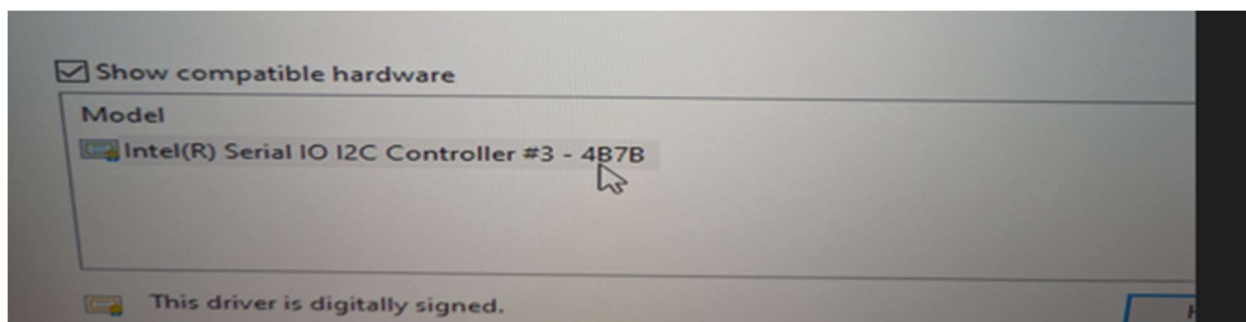 Show compatible hardware
Model
Intel(R) Serial IO I2C Controller #3 - 4B7B
This driver is digitally signed.